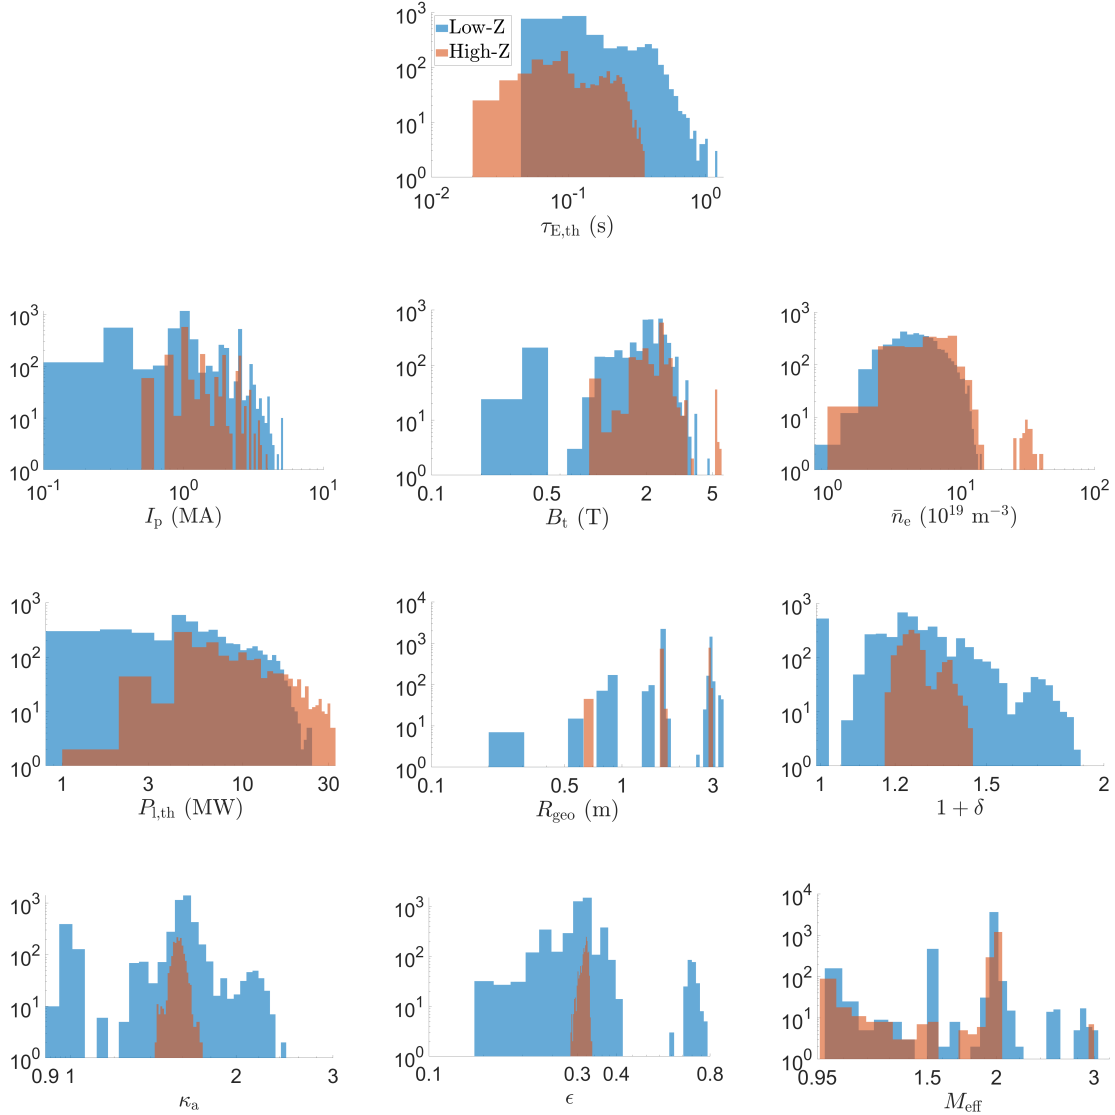 10^3
Low-Z
High-Z
10^2
10^1
10^0
10^-2 10^-1 10^0
τ_E,th (s)
10^3 10^3 10^3
10^2 10^2 10^2
10^1 10^1 10^1
10^0 10^0 10^0
10^-1 10^0 10^1 0.1 0.5 2 5 10^0 10^1 10^2
I_p (MA) B_t (T) n̄_e (10^19 m^-3)
10^3 10^4 10^3
10^2 10^3 10^2
10^1 10^2 10^1
10^0 10^1 10^0
10^0
1 3 10 30 0.1 0.5 1 3 1 1.2 1.5 2
P_l,th (MW) R_geo (m) 1 + δ
10^3 10^3 10^4
10^2 10^2 10^3
10^1 10^1 10^2
10^0 10^0 10^1
10^0
0.9 1 2 3 0.1 0.3 0.4 0.8 0.95 1.5 2 3
κ_a ϵ M_eff